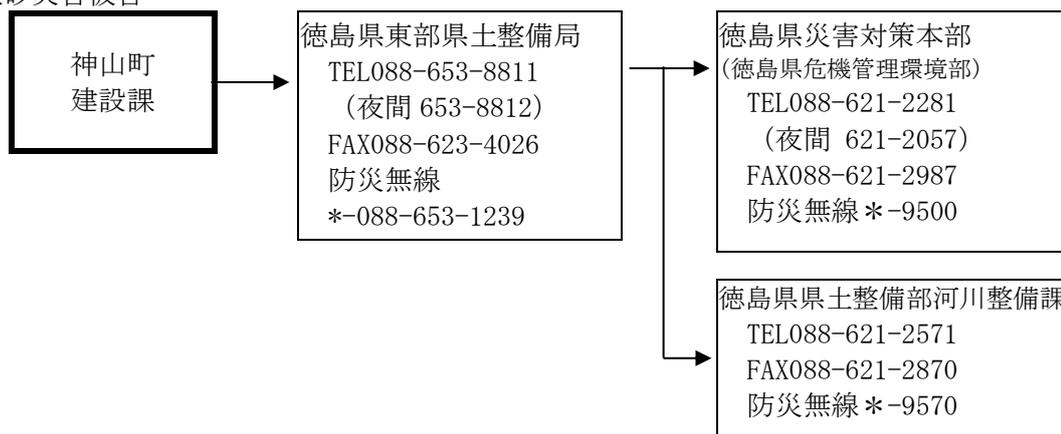 神山町
建設課
徳島県東部県土整備局
TEL088-653-8811
（夜間 653-8812）
FAX088-623-4026
防災無線
*-088-653-1239
徳島県災害対策本部
(徳島県危機管理環境部)
TEL088-621-2281
（夜間 621-2057）
FAX088-621-2987
防災無線＊-9500
徳島県県土整備部河川整備課
TEL088-621-2571
FAX088-621-2870
防災無線＊-9570